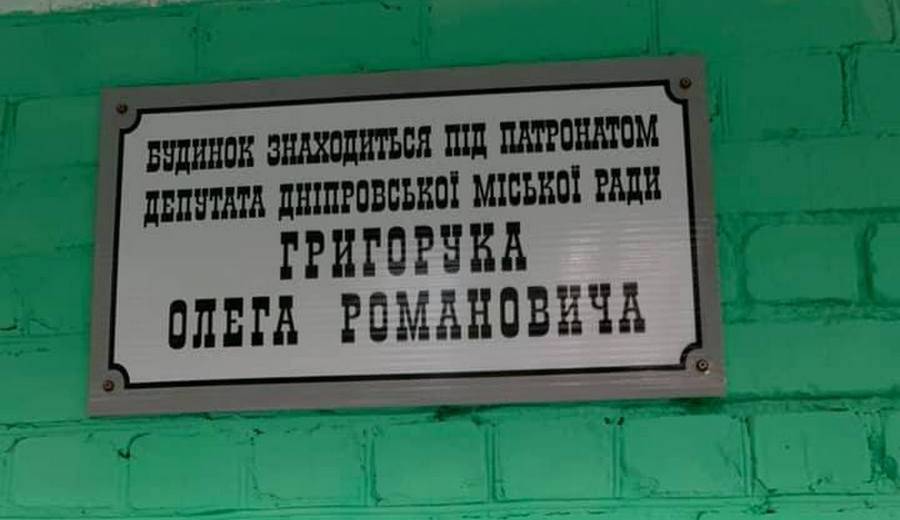 БУДИНОК ЗНАХОДИТЬСЯ ПІД ПАТРОНАТОМ
ДЕПУТАТА ДНІПРОВСЬКОЇ МІСЬКОЇ РАДИ
ГРИГОРУКА
ОЛЕГА РОМАНОВИЧА